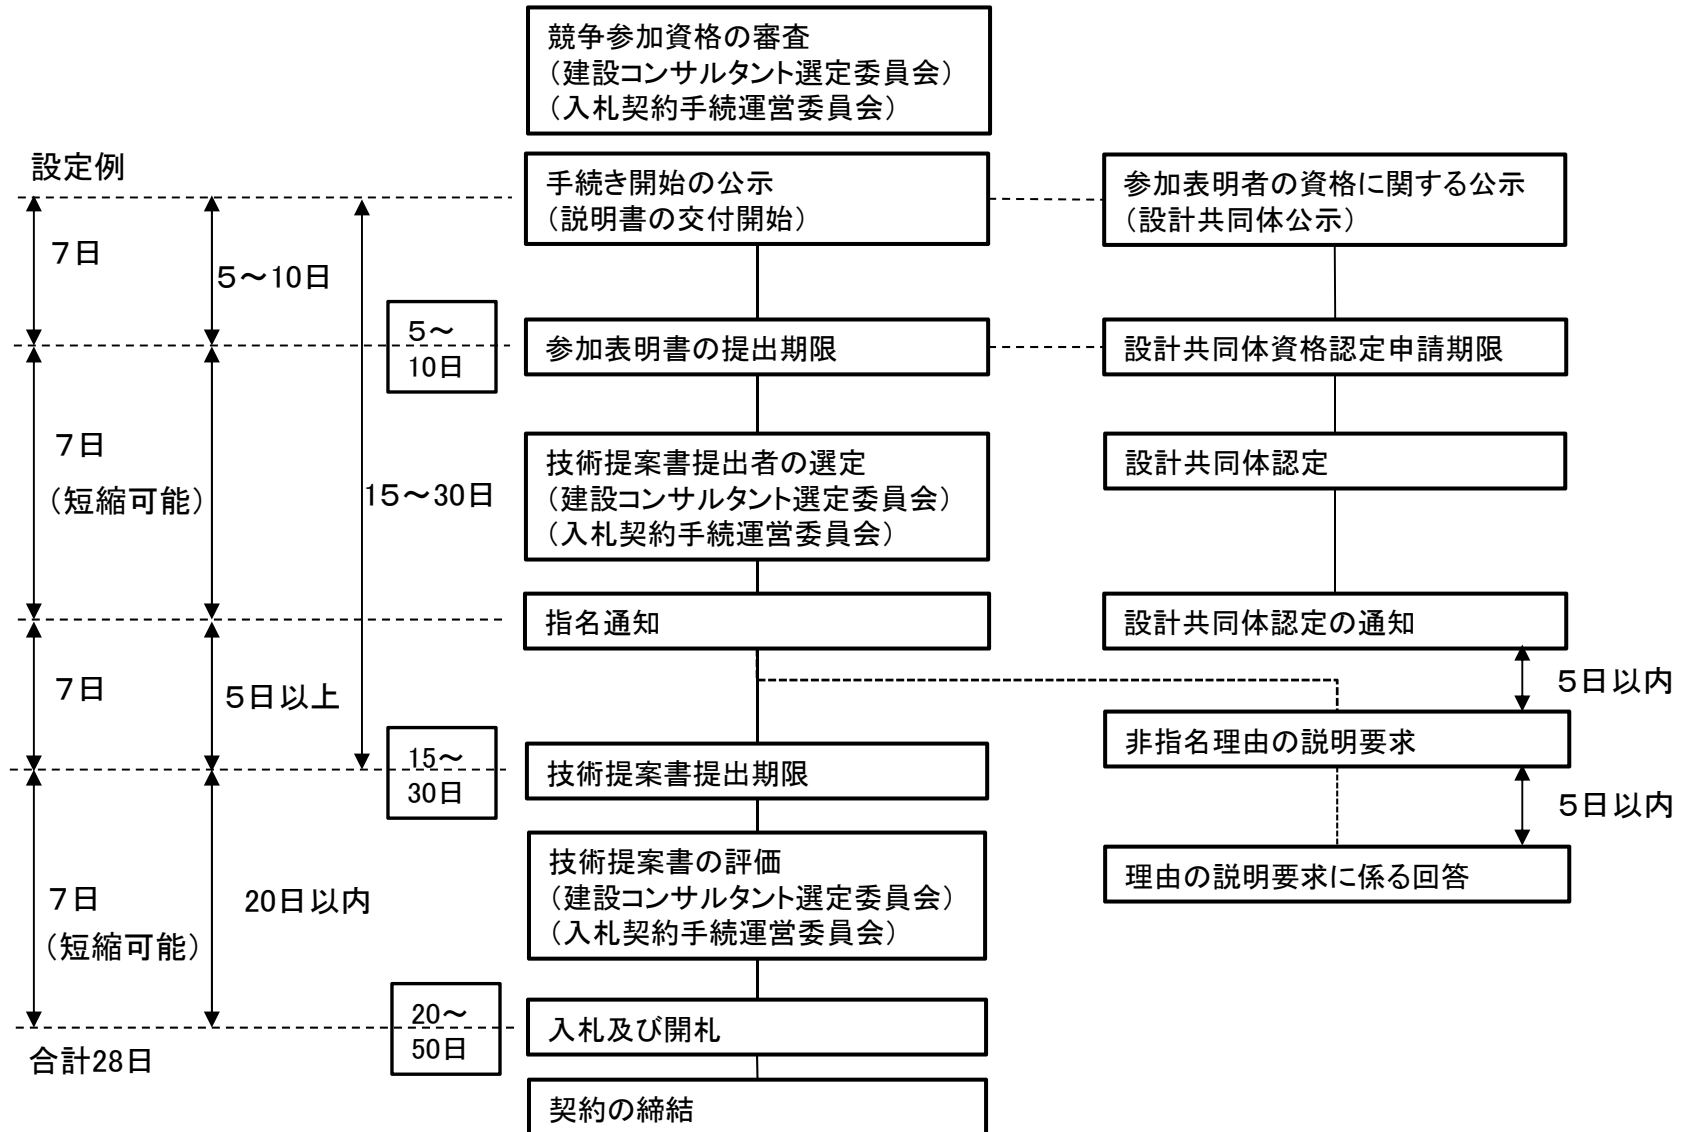 競争参加資格の審査
（建設コンサルタント選定委員会）
（入札契約手続運営委員会）
設定例
手続き開始の公示
（説明書の交付開始）
参加表明者の資格に関する公示
（設計共同体公示）
７日
５～10日
５～
10日
参加表明書の提出期限
設計共同体資格認定申請期限
７日
（短縮可能）
15～30日
技術提案書提出者の選定
（建設コンサルタント選定委員会）
（入札契約手続運営委員会）
設計共同体認定
指名通知
設計共同体認定の通知
７日
５日以上
５日以内
非指名理由の説明要求
15～
30日
技術提案書提出期限
５日以内
技術提案書の評価
（建設コンサルタント選定委員会）
（入札契約手続運営委員会）
理由の説明要求に係る回答
７日
（短縮可能）
20日以内
20～
50日
入札及び開札
合計28日
契約の締結